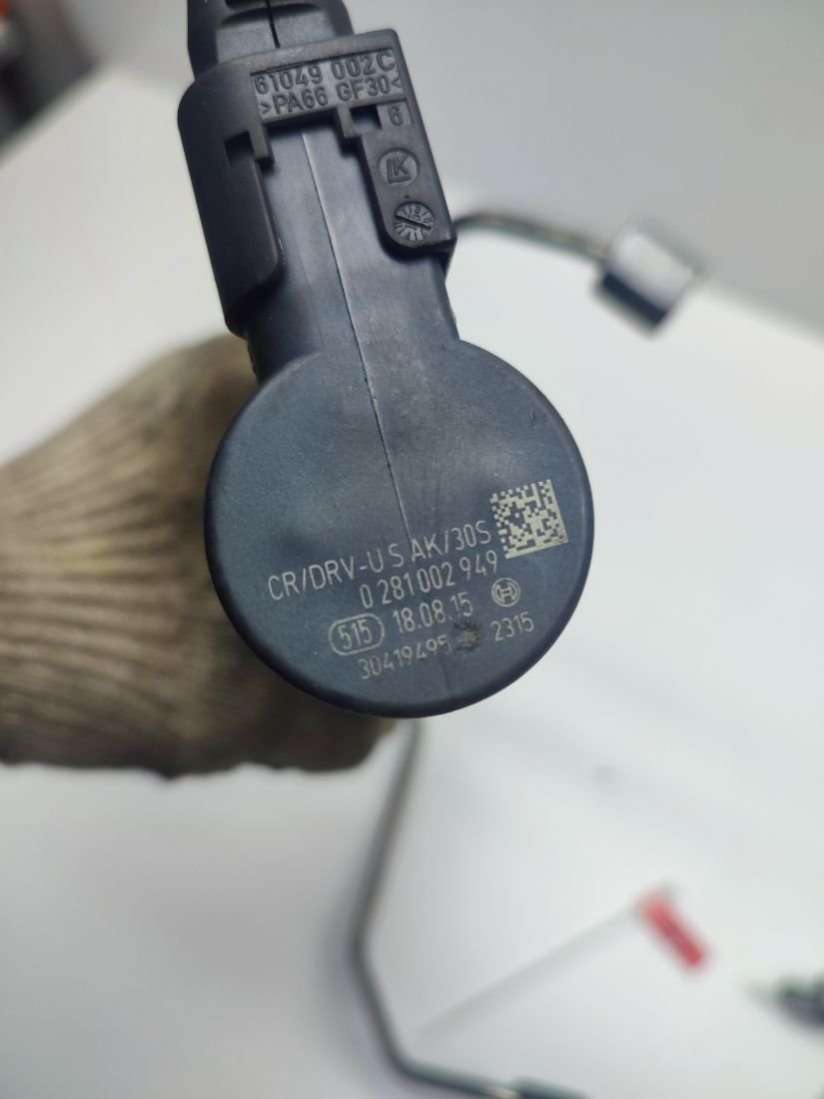 61049 002C
>PA66 GF30<
6
LK
CR/DRV-U S AK/30S
0 281 002 949
515 18.08.15
30419495 2315